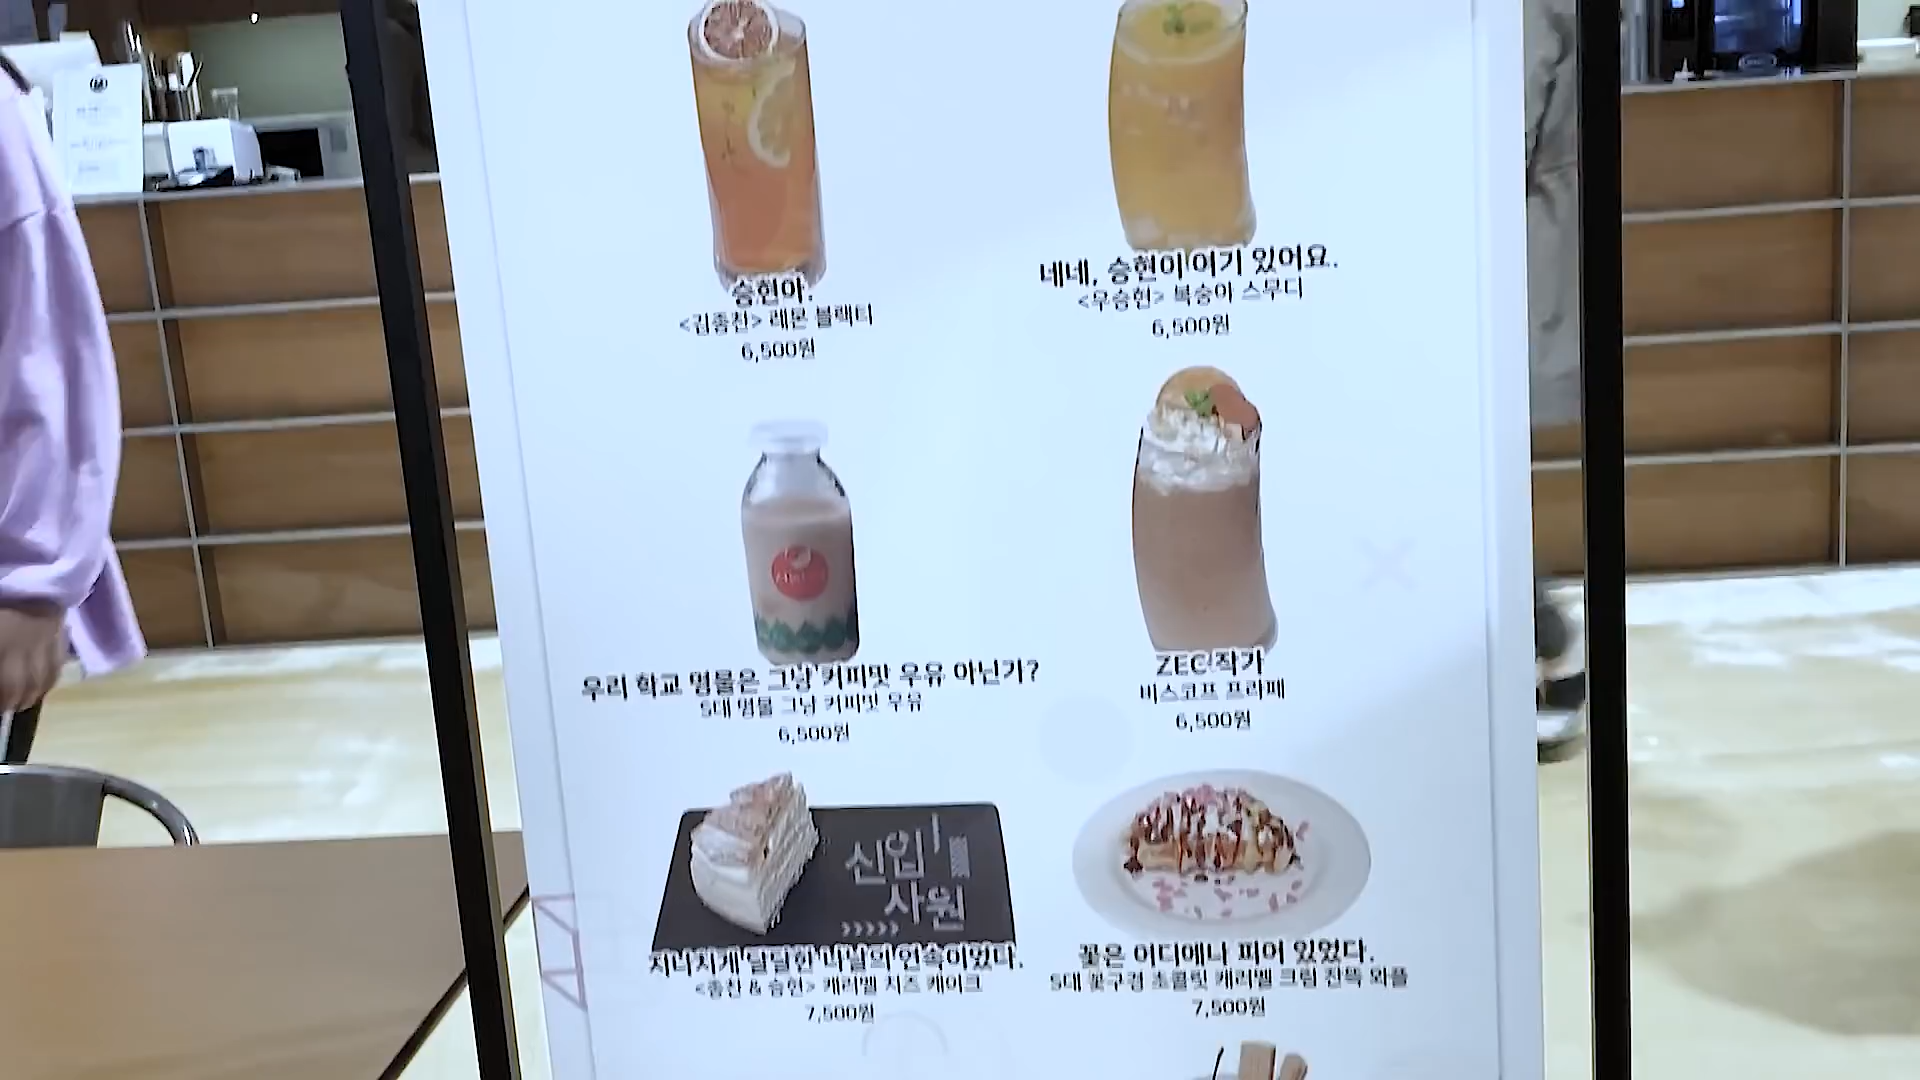 승현아.
<김종찬> 레몬 블랙티
6,500원
네네, 승현이 여기 있어요.
<우승현> 복숭아 스무디
6,500원
우리 학교 명물은 그냥 커피맛 우유 아닌가?
S대 명물 그냥 커피맛 우유
6,500원
ZEC 작가
비스코프 프라페
6,500원
신입
사원
>>>>>
지나치게 달달한 나날의 연속이었다.
<종찬 & 승현> 캐러멜 치즈 케이크
7,500원
꽃은 어디에나 피어 있었다.
S대 꽃구경 초콜릿 캐러멜 크림 진득 와플
7,500원